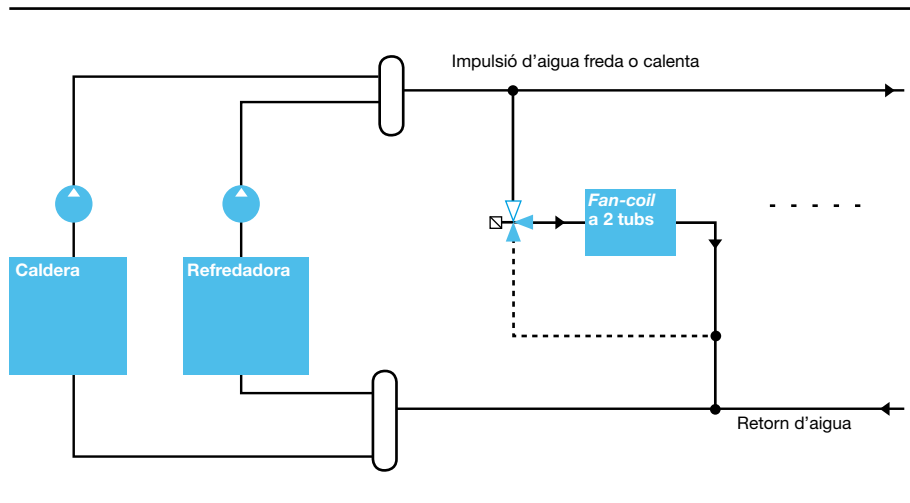 Impulsió d'aigua freda o calenta
Fan-coil
a 2 tubs
Caldera
Refredadora
Retorn d'aigua